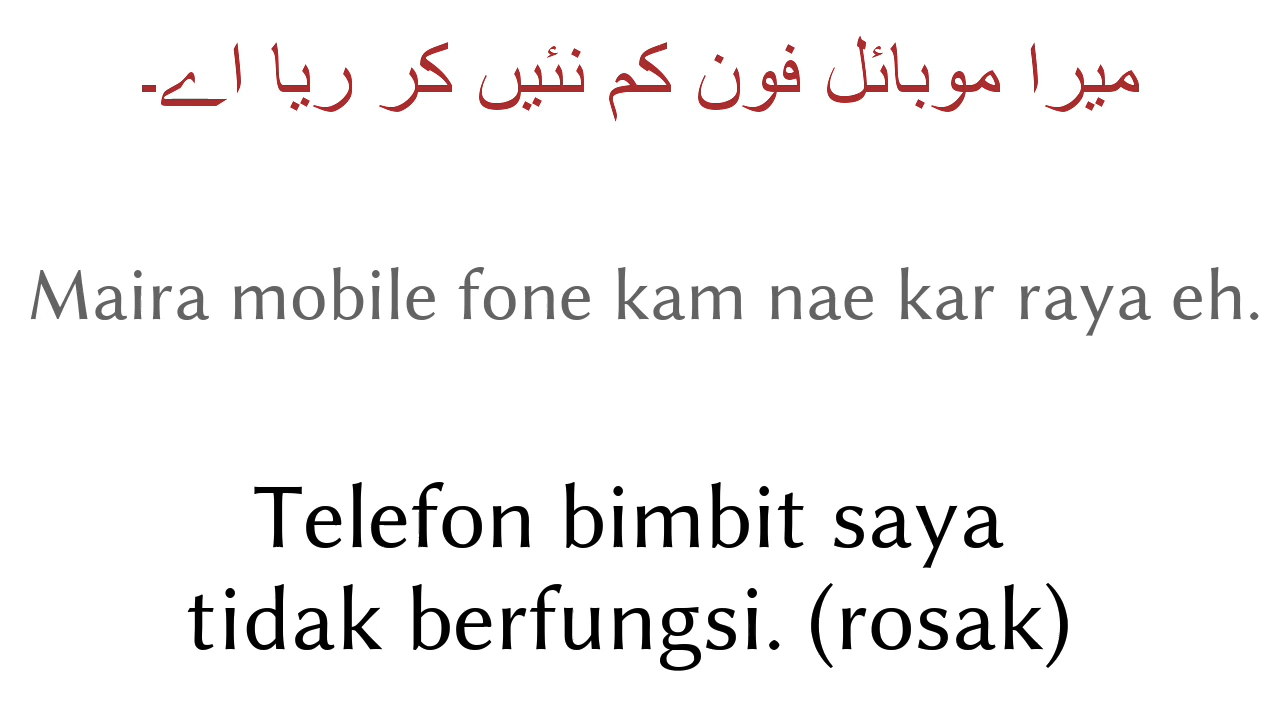 میرا موبائل فون کم نئیں کر ریا اے۔
Maira mobile fone kam nae kar raya eh.
Telefon bimbit saya
tidak berfungsi. (rosak)